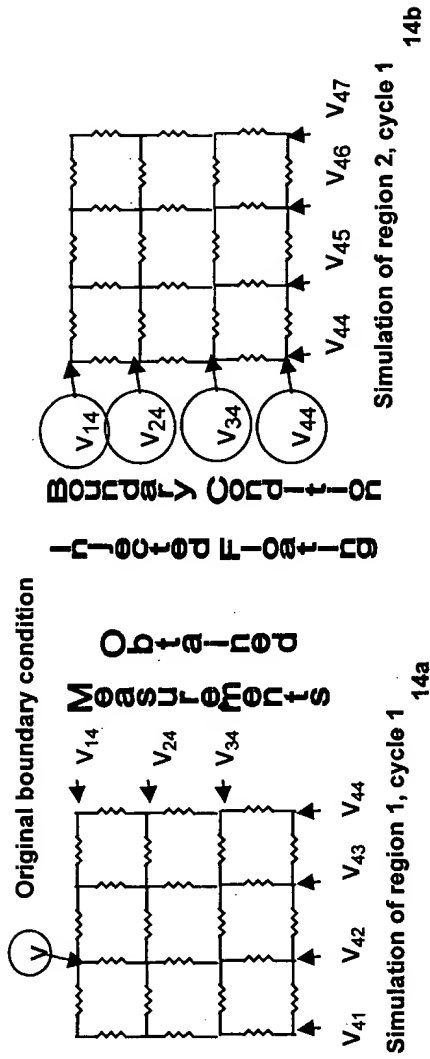 Original boundary condition
V
V14
V24
V34
V41
V42
V43
V44
Simulation of region 1, cycle 1
14a
Obtained
Measurements
Injected Floating
Boundary Condition
V14
V24
V34
V44
V44
V45
V46
V47
Simulation of region 2, cycle 1
14b